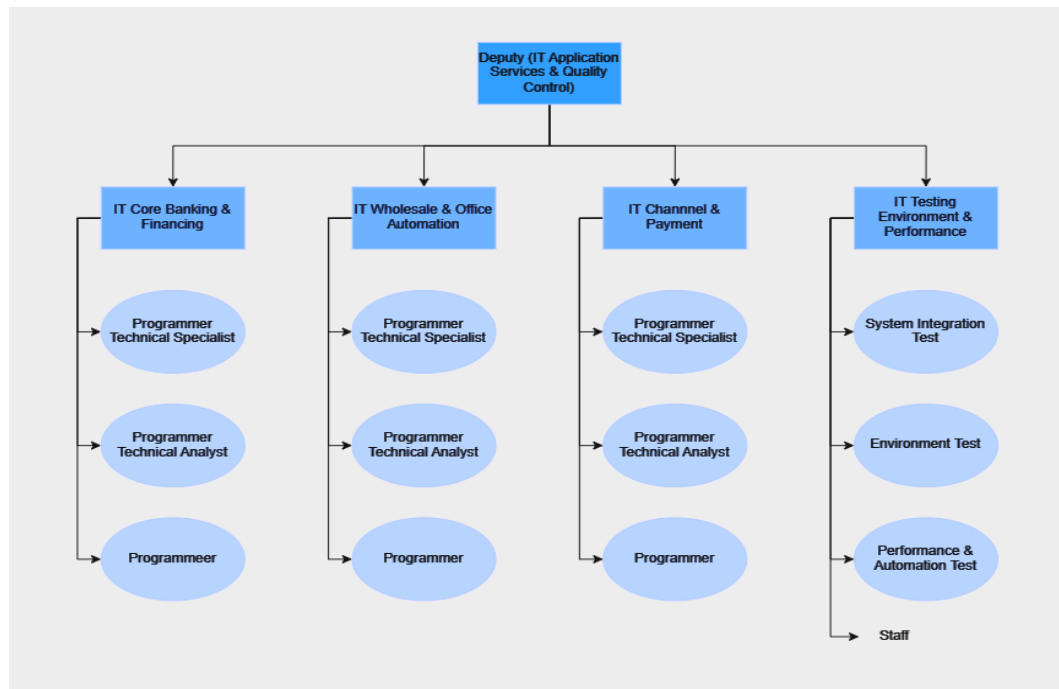 Deputy (IT Application
Services & Quality
Control)
IT Core Banking &
Financing
IT Wholesale & Office
Automation
IT Channnel &
Payment
IT Testing
Environment &
Performance
Programmer
Technical Specialist
Programmer
Technical Specialist
Programmer
Technical Specialist
System Integration
Test
Programmer
Technical Analyst
Programmer
Technical Analyst
Programmer
Technical Analyst
Environment Test
Programmeer
Programmer
Programmer
Performance &
Automation Test
Staff